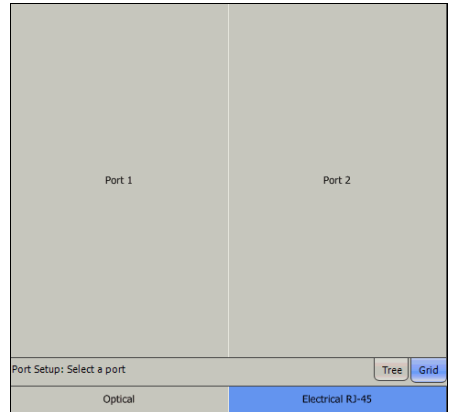 Port 1 Port 2
Port Setup: Select a port Tree Grid
Optical Electrical RJ-45